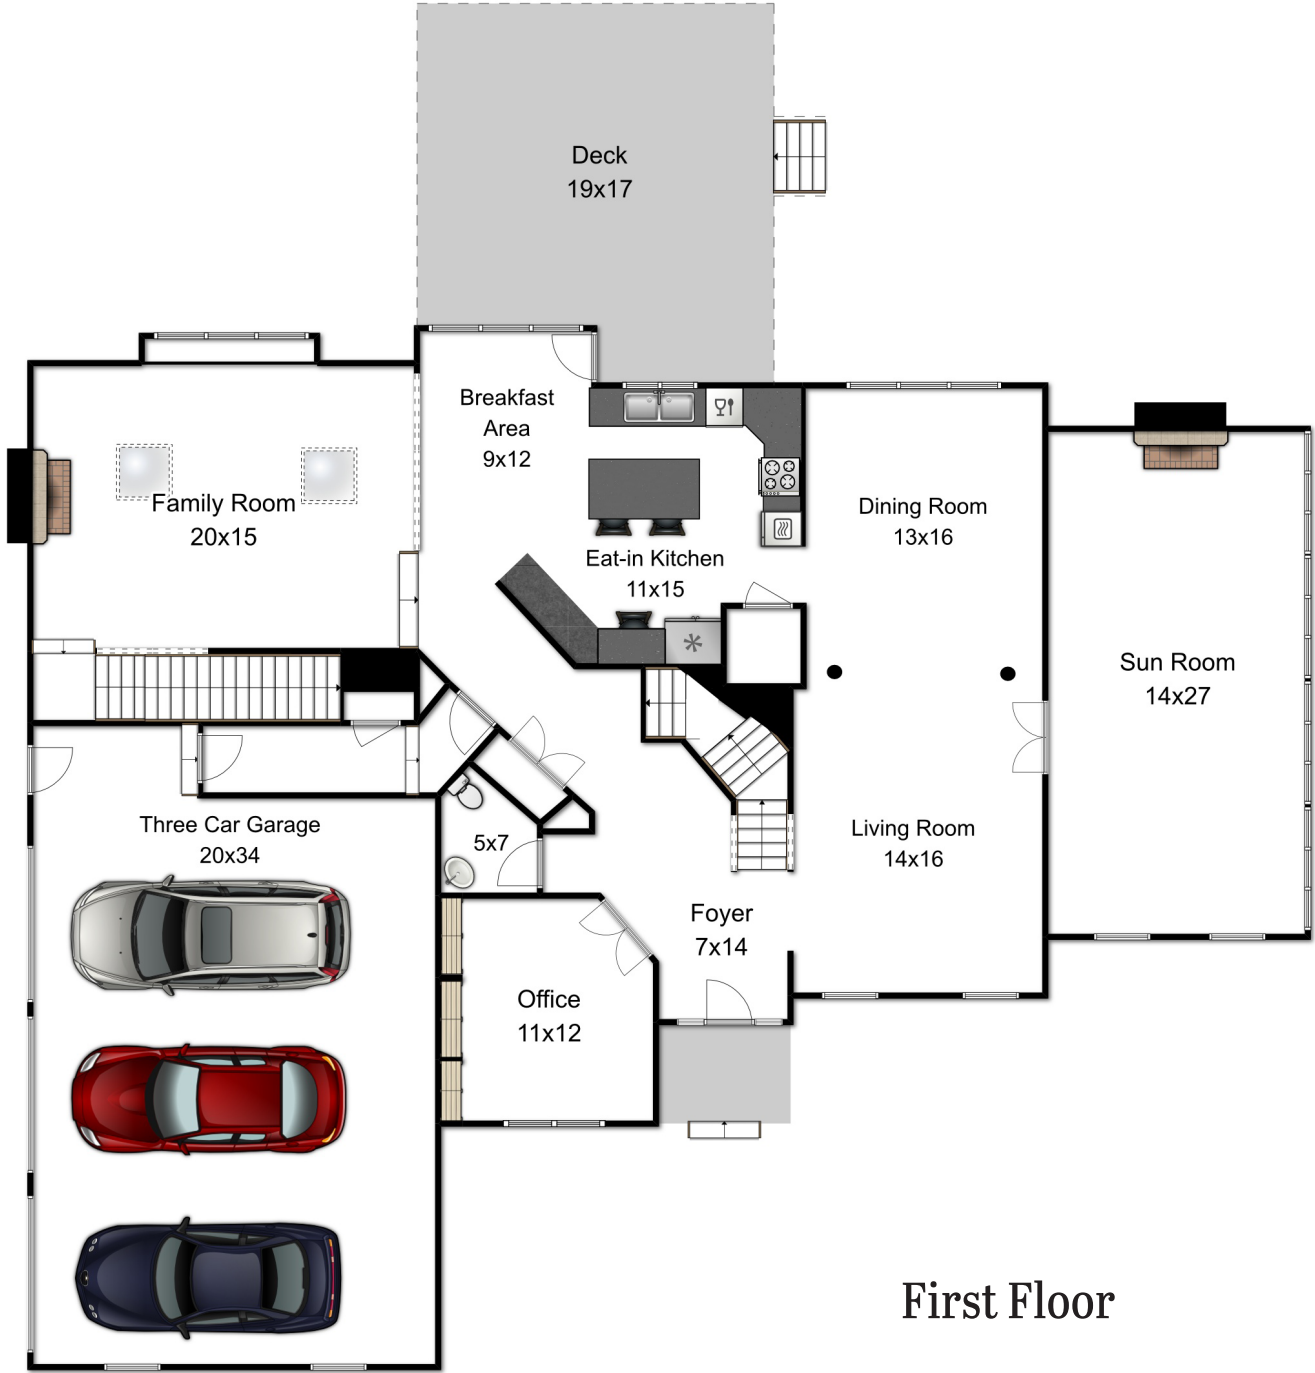 Deck
19x17
Breakfast
Area
9x12
Family Room
20x15
Dining Room
13x16
Eat-in Kitchen
11x15
Sun Room
14x27
Three Car Garage
20x34
5x7
Living Room
14x16
Foyer
7x14
Office
11x12
First Floor